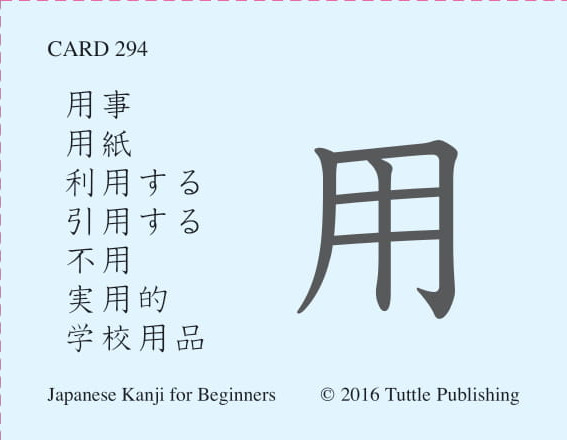 CARD 294
用事
用紙
利用する
引用する
不用
実用的
学校用品
用
Japanese Kanji for Beginners
© 2016 Tuttle Publishing